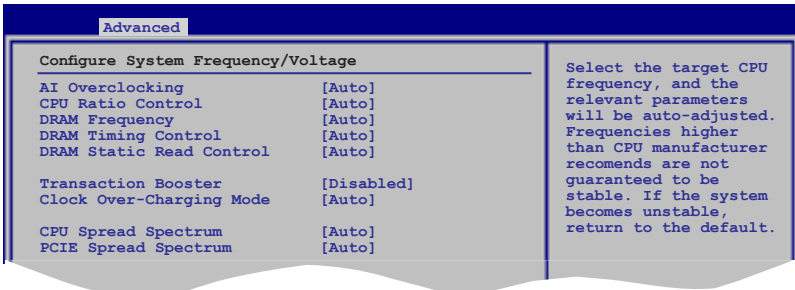 Advanced
Configure System Frequency/Voltage
AI Overclocking [Auto]
CPU Ratio Control [Auto]
DRAM Frequency [Auto]
DRAM Timing Control [Auto]
DRAM Static Read Control [Auto]
Transaction Booster [Disabled]
Clock Over-Charging Mode [Auto]
CPU Spread Spectrum [Auto]
PCIE Spread Spectrum [Auto]
Select the target CPU
frequency, and the
relevant parameters
will be auto-adjusted.
Frequencies higher
than CPU manufacturer
recomends are not
guaranteed to be
stable. If the system
becomes unstable,
return to the default.